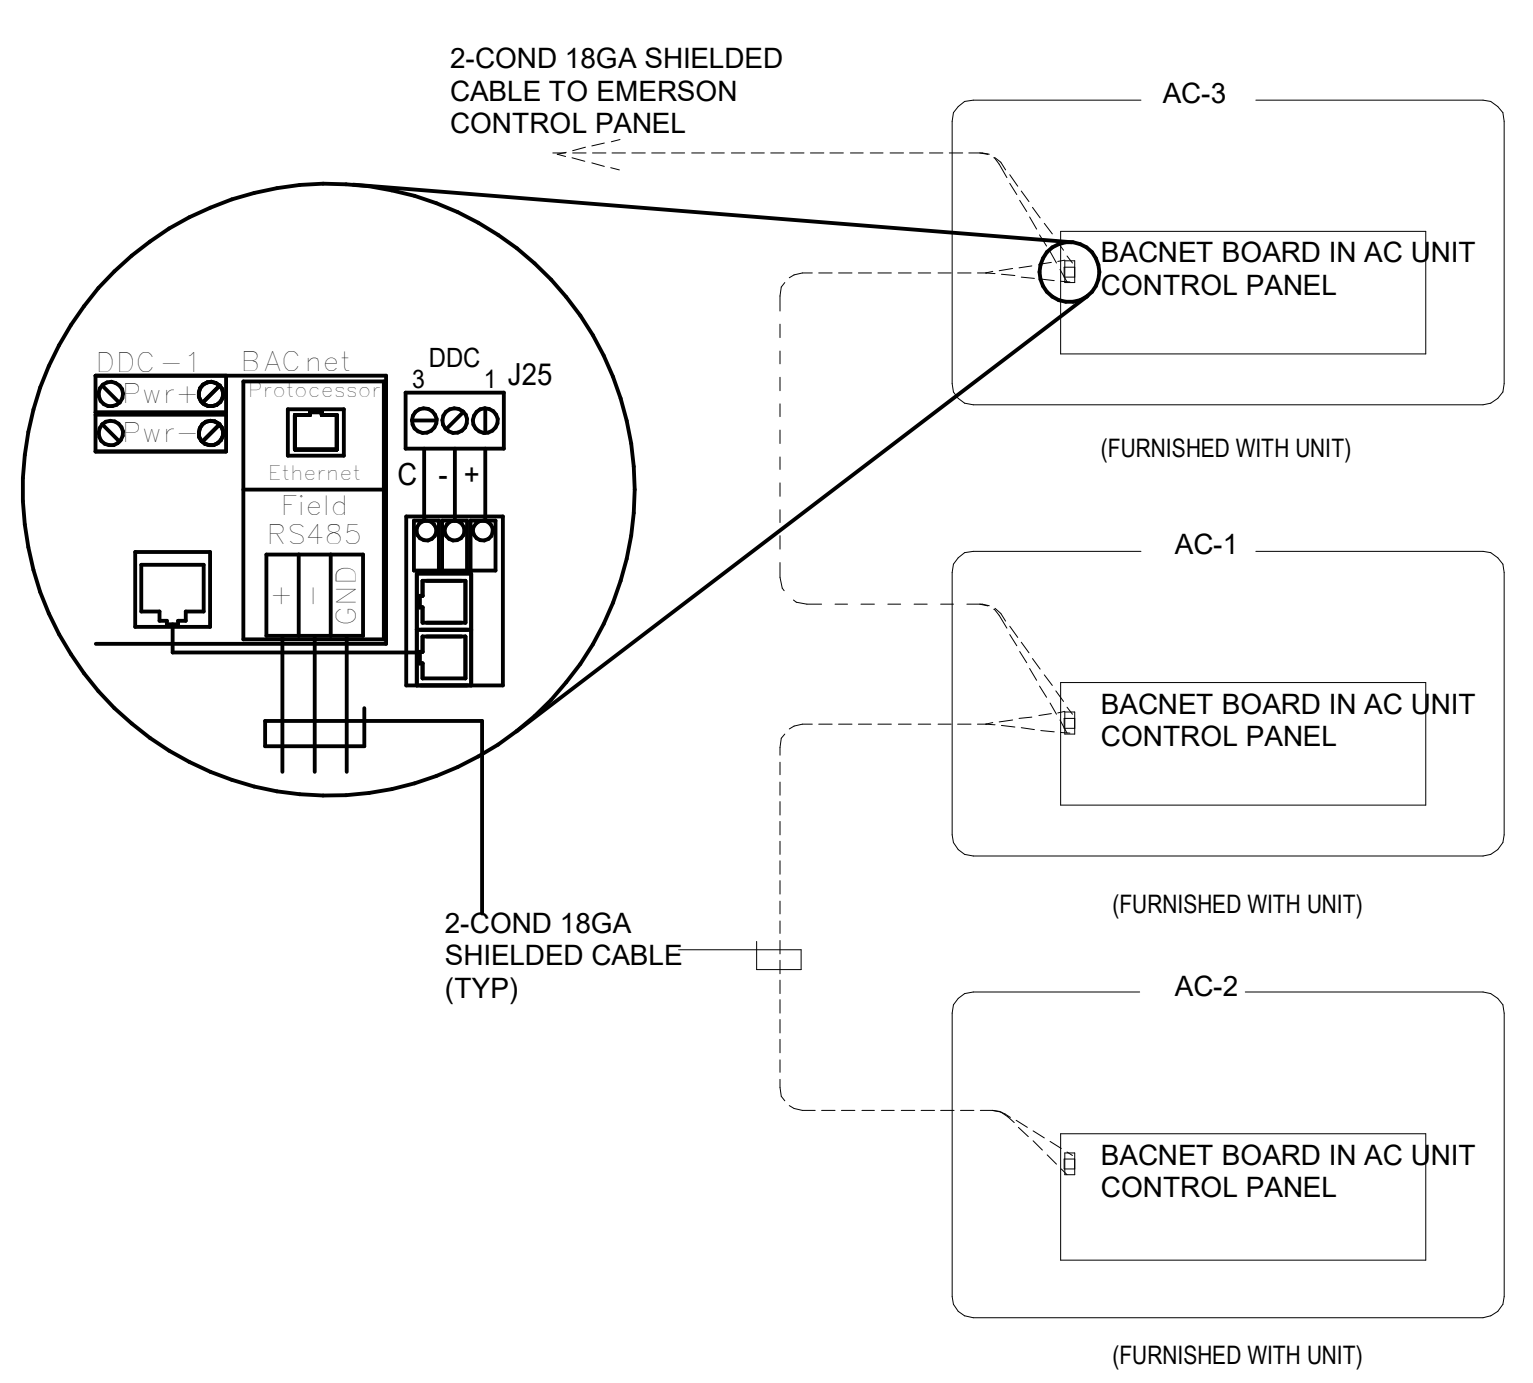 2-COND 18GA SHIELDED
CABLE TO EMERSON
CONTROL PANEL
AC-3
BACNET BOARD IN AC UNIT
CONTROL PANEL
(FURNISHED WITH UNIT)
DDC-1
BACnet
Pwr+
Pwr-
Protocessor
Ethernet
Field
RS485
+
-
GND
DDC
3
1
J25
C
-
+
AC-1
BACNET BOARD IN AC UNIT
CONTROL PANEL
(FURNISHED WITH UNIT)
2-COND 18GA
SHIELDED CABLE
(TYP)
AC-2
BACNET BOARD IN AC UNIT
CONTROL PANEL
(FURNISHED WITH UNIT)